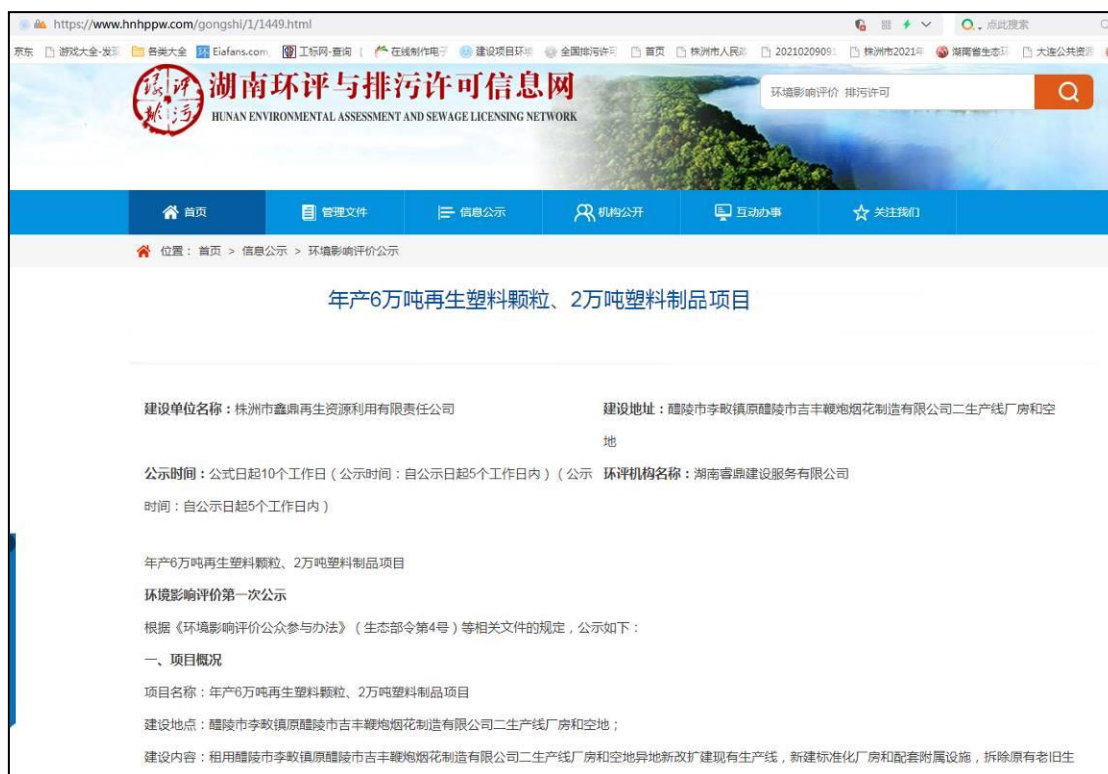 https://www.hnhppw.com/gongshi/1/1449.html
点此搜索
京东 游戏大全-发 各类大全 Eiafans.com 工标网-查询 在线制作电子 建设项目环境 全国排污许可 首页 株洲市人民政 2021020909 株洲市2021年 湖南省生态环 大连公共资源
环评排污
湖南环评与排污许可信息网
HUNAN ENVIRONMENTAL ASSESSMENT AND SEWAGE LICENSING NETWORK
环境影响评价 排污许可
首页 管理文件 信息公示 机构公开 互动办事 关注我们
位置： 首页 > 信息公示 > 环境影响评价公示
年产6万吨再生塑料颗粒、2万吨塑料制品项目
建设单位名称：株洲市鑫鼎再生资源利用有限责任公司
建设地址：醴陵市李畋镇原醴陵市吉丰鞭炮烟花制造有限公司二生产线厂房和空
地
公示时间：公式日起10个工作日（公示时间：自公示日起5个工作日内）（公示
时间：自公示日起5个工作日内）
环评机构名称：湖南睿鼎建设服务有限公司
年产6万吨再生塑料颗粒、2万吨塑料制品项目
环境影响评价第一次公示
根据《环境影响评价公众参与办法》（生态部令第4号）等相关文件的规定，公示如下：
一、项目概况
项目名称：年产6万吨再生塑料颗粒、2万吨塑料制品项目
建设地点：醴陵市李畋镇原醴陵市吉丰鞭炮烟花制造有限公司二生产线厂房和空地；
建设内容：租用醴陵市李畋镇原醴陵市吉丰鞭炮烟花制造有限公司二生产线厂房和空地异地新改扩建现有生产线，新建标准化厂房和配套附属设施，拆除原有老旧生